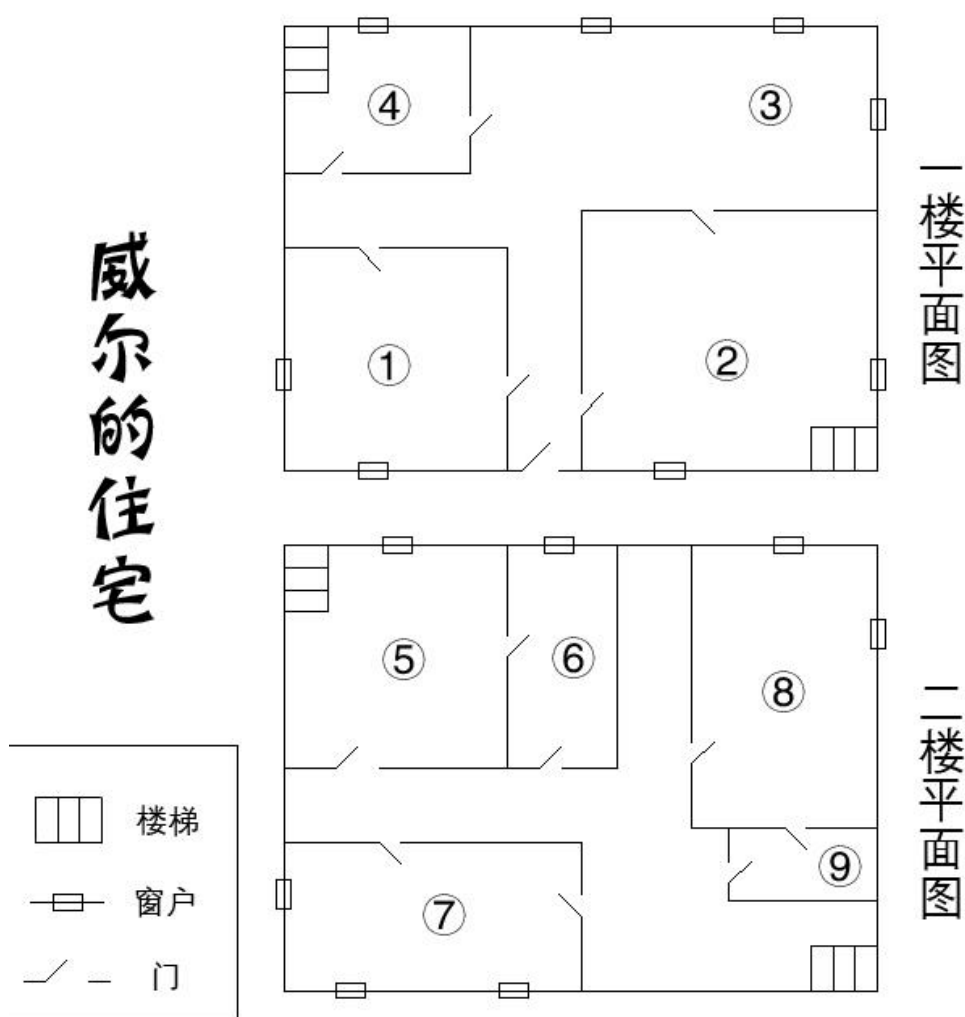 威尔的住宅
④
③
①
②
一楼平面图
⑤
⑥
⑧
⑦
⑨
二楼平面图
楼梯
窗户
门